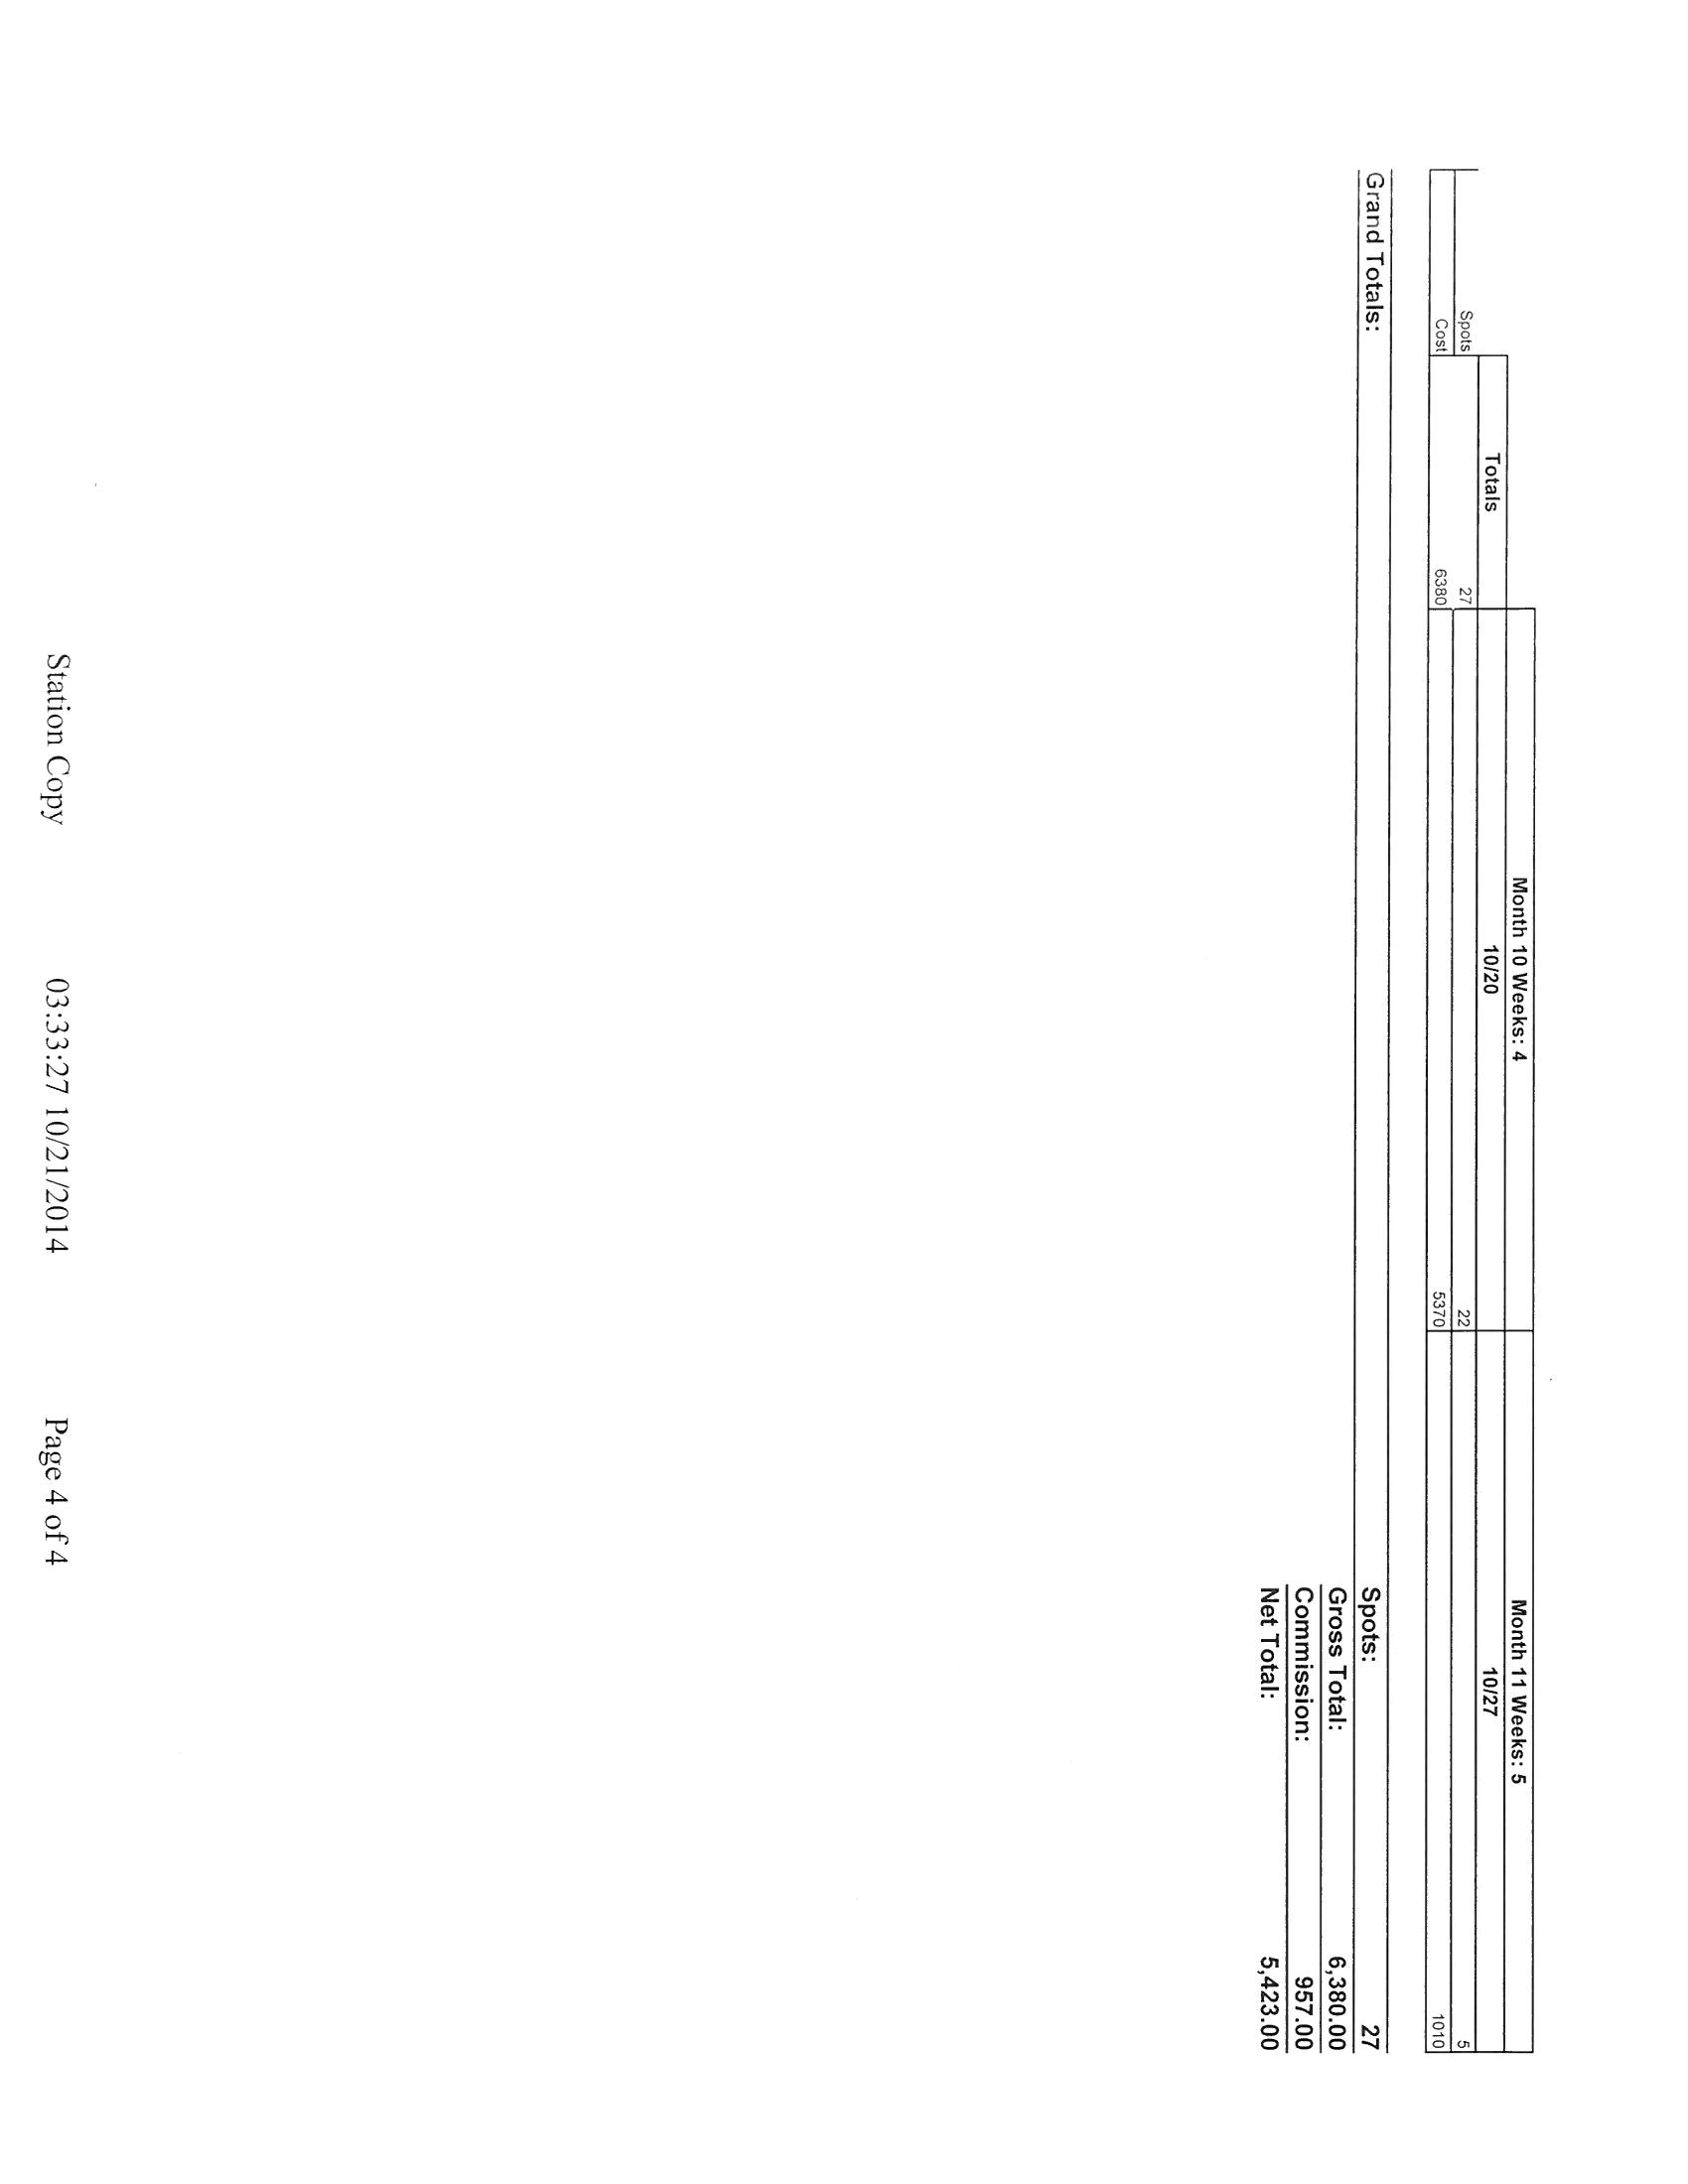 Month 10 Weeks: 4 Month 11 Weeks: 5
Totals 10/20 10/27
Spots 27 22 5
Cost 6380 5370 1010
Grand Totals: Spots: 27
Gross Total: 6,380.00
Commission: 957.00
Net Total: 5,423.00
Station Copy 03:33:27 10/21/2014 Page 4 of 4